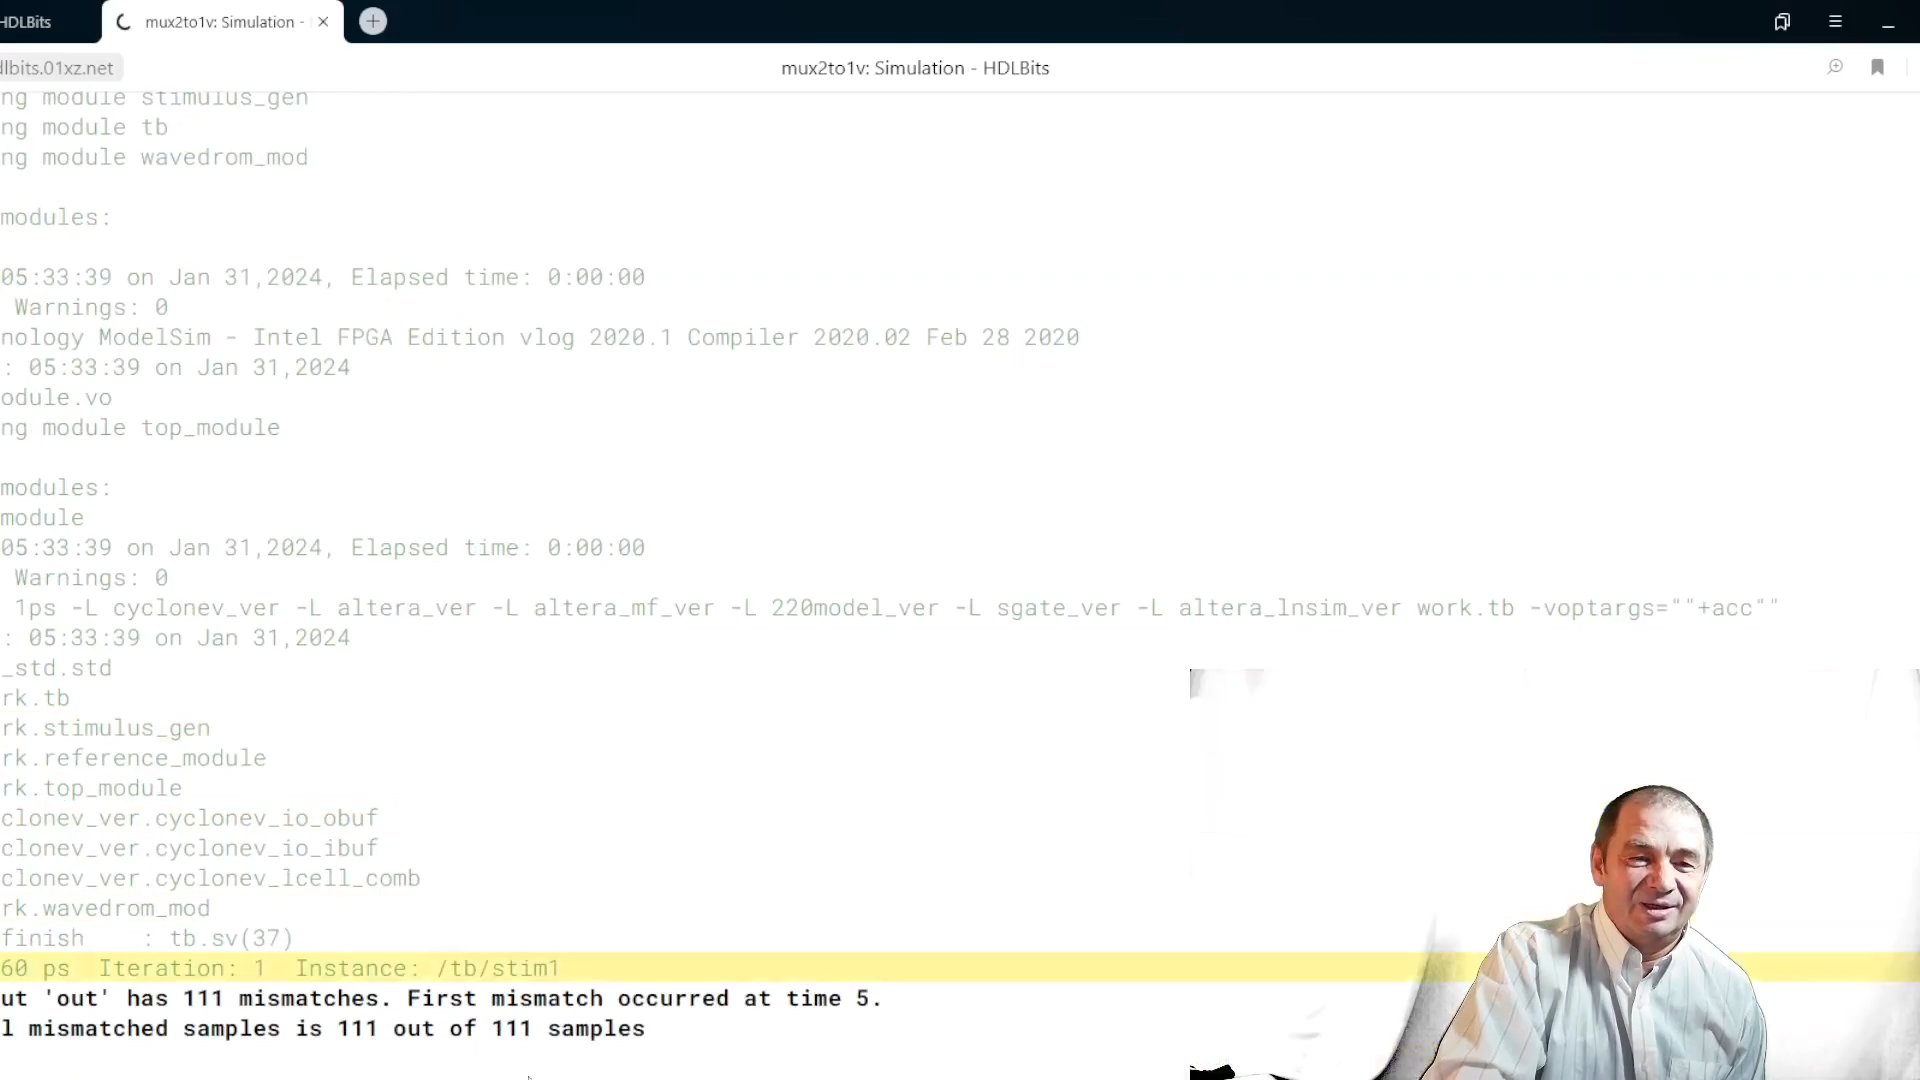 HDLBits
mux2to1v: Simulation -
dlbits.01xz.net
mux2to1v: Simulation - HDLBits
ng module stimulus_gen
ng module tb
ng module wavedrom_mod
modules:
05:33:39 on Jan 31,2024, Elapsed time: 0:00:00
Warnings: 0
nology ModelSim - Intel FPGA Edition vlog 2020.1 Compiler 2020.02 Feb 28 2020
: 05:33:39 on Jan 31,2024
odule.vo
ng module top_module
modules:
module
05:33:39 on Jan 31,2024, Elapsed time: 0:00:00
Warnings: 0
1ps -L cyclonev_ver -L altera_ver -L altera_mf_ver -L 220model_ver -L sgate_ver -L altera_lnsim_ver work.tb -voptargs=""+acc""
: 05:33:39 on Jan 31,2024
_std.std
rk.tb
rk.stimulus_gen
rk.reference_module
rk.top_module
clonev_ver.cyclonev_io_obuf
clonev_ver.cyclonev_io_ibuf
clonev_ver.cyclonev_lcell_comb
rk.wavedrom_mod
finish    : tb.sv(37)
60 ps  Iteration: 1  Instance: /tb/stim1
ut 'out' has 111 mismatches. First mismatch occurred at time 5.
l mismatched samples is 111 out of 111 samples